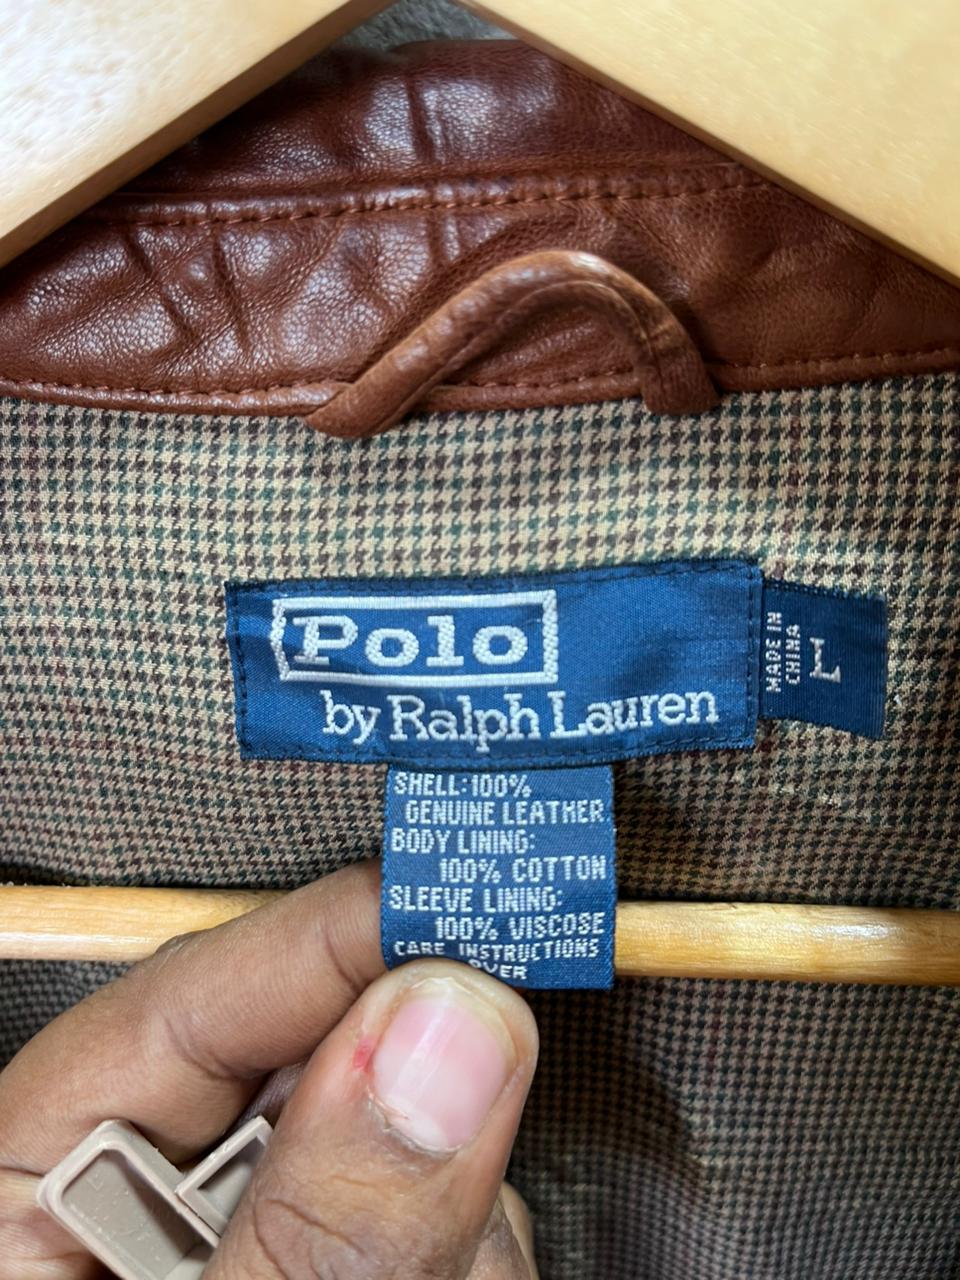 Polo
by Ralph Lauren
MADE IN
CHINA
L
SHELL:100%
GENUINE LEATHER
BODY LINING:
100% COTTON
SLEEVE LINING:
100% VISCOSE
CARE INSTRUCTIONS
OVER